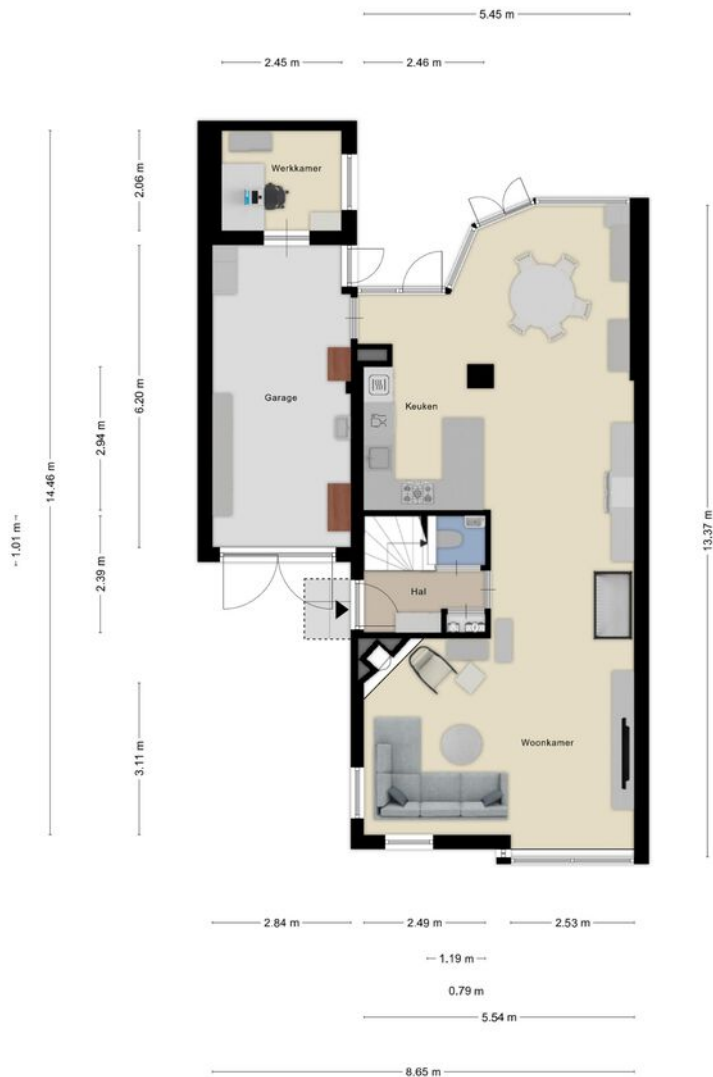 5.45 m
2.45 m
2.46 m
Werkkamer
2.06 m
Garage
6.20 m
Keuken
2.94 m
14.46 m
1.01 m
13.37 m
2.39 m
Hal
Woonkamer
3.11 m
2.84 m
2.49 m
2.53 m
1.19 m
0.79 m
5.54 m
8.65 m